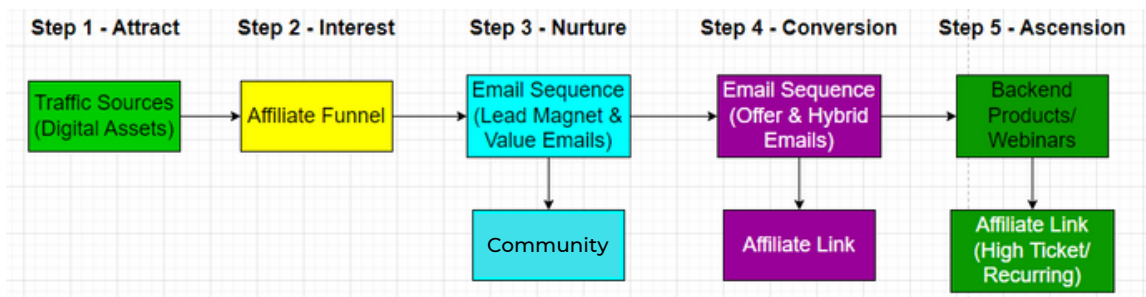 Step 1 - Attract
Step 2 - Interest
Step 3 - Nurture
Step 4 - Conversion
Step 5 - Ascension
Traffic Sources
(Digital Assets)
Affiliate Funnel
Email Sequence
(Lead Magnet &
Value Emails)
Email Sequence
(Offer & Hybrid
Emails)
Backend
Products/
Webinars
Community
Affiliate Link
Affiliate Link
(High Ticket/
Recurring)